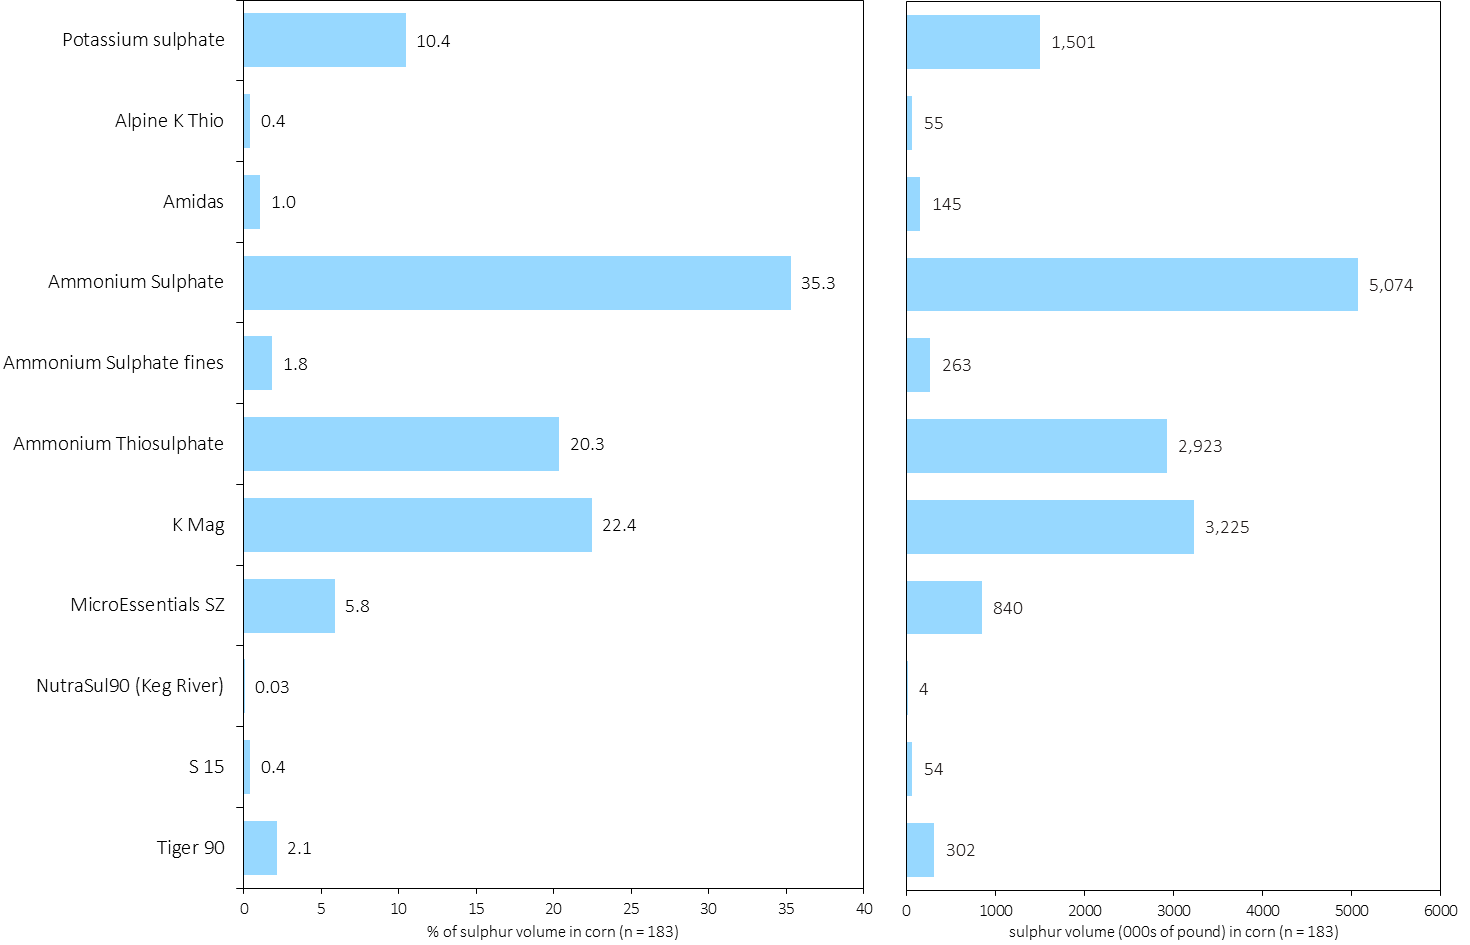 Potassium sulphate 10.4 1,501
Alpine K Thio 0.4 55
Amidas 1.0 145
Ammonium Sulphate 35.3 5,074
Ammonium Sulphate fines 1.8 263
Ammonium Thiosulphate 20.3 2,923
K Mag 22.4 3,225
MicroEssentials SZ 5.8 840
NutraSul90 (Keg River) 0.03 4
S 15 0.4 54
Tiger 90 2.1 302
0 5 10 15 20 25 30 35 40
0 1000 2000 3000 4000 5000 6000
% of sulphur volume in corn (n = 183)
sulphur volume (000s of pound) in corn (n = 183)